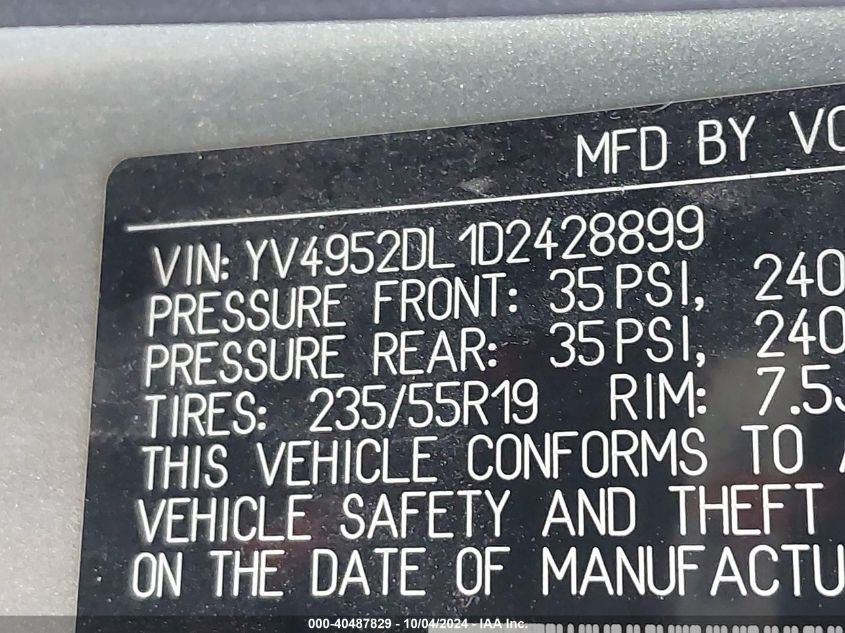 MFD BY VO
VIN: YV4952DL1D2428899
PRESSURE FRONT: 35PSI, 240
PRESSURE REAR: 35PSI, 240
TIRES: 235/55R19 RIM: 7.5J
THIS VEHICLE CONFORMS TO A
VEHICLE SAFETY AND THEFT
ON THE DATE OF MANUFACTU
000-40487829 - 10/04/2024 - IAA Inc.